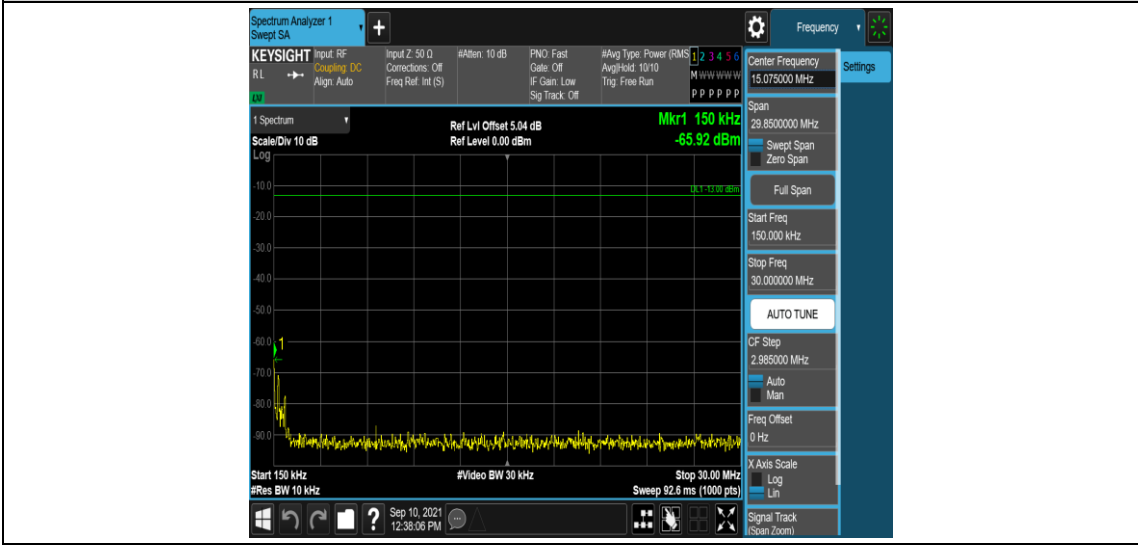 Spectrum Analyzer 1
Swept SA
+
Frequency
KEYSIGHT
RL
LM
Input: RF
Coupling: DC
Align: Auto
Input Z: 50 Ω
Corrections: Off
Freq Ref: Int (S)
#Atten: 10 dB
PNO: Fast
Gate: Off
IF Gain: Low
Sig Track: Off
#Avg Type: Power (RMS
Avg|Hold: 10/10
Trig: Free Run
1 2 3 4 5 6
M W W W W W
P P P P P P
1 Spectrum
Scale/Div 10 dB
Log
Ref Lvl Offset 5.04 dB
Ref Level 0.00 dBm
Mkr1 150 kHz
-65.92 dBm
DL1 -13.00 dBm
-10.0
-20.0
-30.0
-40.0
-50.0
-60.0
1
-70.0
-80.0
-90.0
Start 150 kHz
#Video BW 30 kHz
Stop 30.00 MHz
#Res BW 10 kHz
Sweep 92.6 ms (1000 pts)
?
Sep 10, 2021
12:38:06 PM
Settings
Center Frequency
15.075000 MHz
Span
29.8500000 MHz
Swept Span
Zero Span
Full Span
Start Freq
150.000 kHz
Stop Freq
30.000000 MHz
AUTO TUNE
CF Step
2.985000 MHz
Auto
Man
Freq Offset
0 Hz
X Axis Scale
Log
Lin
Signal Track
(Span Zoom)